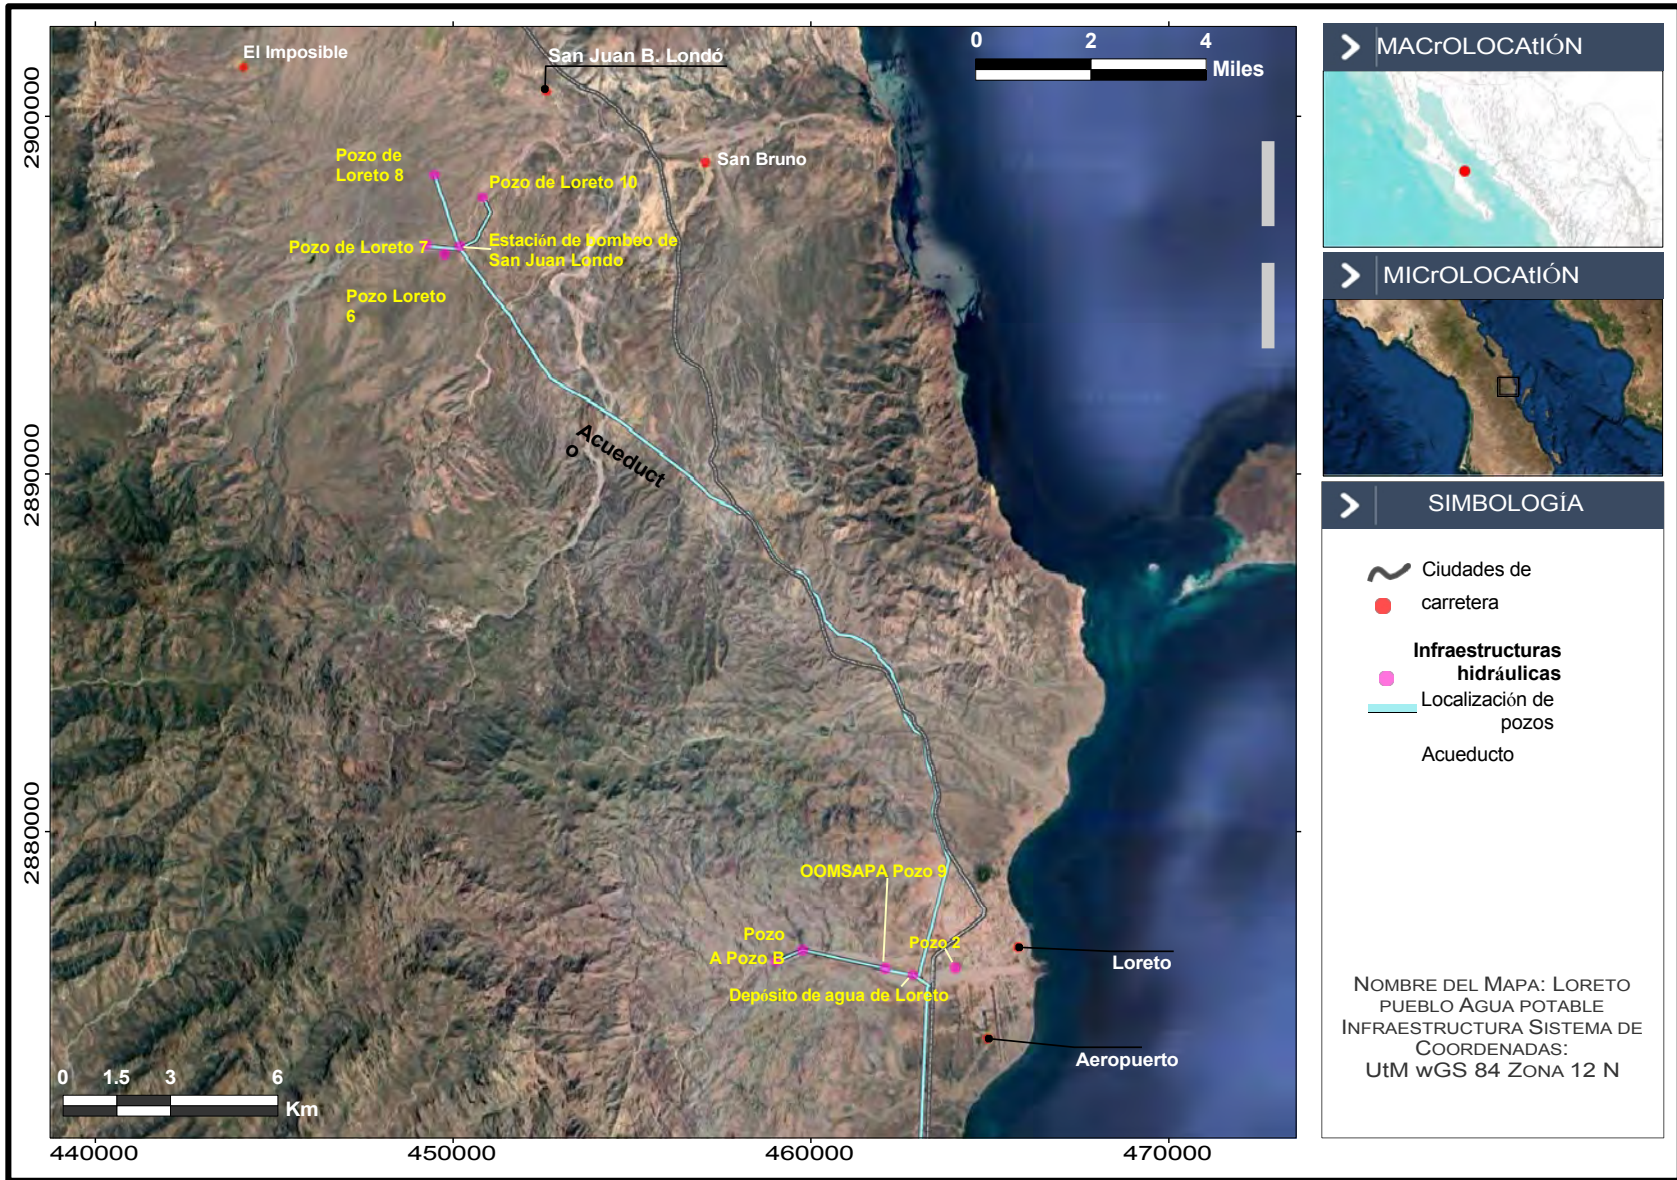 El Imposible
San Juan B. Londó
0 2 4
Miles
San Bruno
Pozo de
Loreto 8
Pozo de Loreto 10
Pozo de Loreto 7
Estación de bombeo de
San Juan Londo
Pozo Loreto
6
Acueduct
o
OOMSAPA Pozo 9
Pozo
A Pozo B
Pozo 2
Depósito de agua de Loreto
Loreto
Aeropuerto
0 1.5 3 6
Km
2900000
2890000
2880000
440000 450000 460000 470000
MACrOLOCAtIÓN
MICrOLOCAtIÓN
SIMBOLOGÍA
Ciudades de
carretera
Infraestructuras
hidráulicas
Localización de
pozos
Acueducto
NOMBRE DEL MAPA: LORETO
PUEBLO AGUA POTABLE
INFRAESTRUCTURA SISTEMA DE
COORDENADAS:
UtM wGS 84 ZONA 12 N